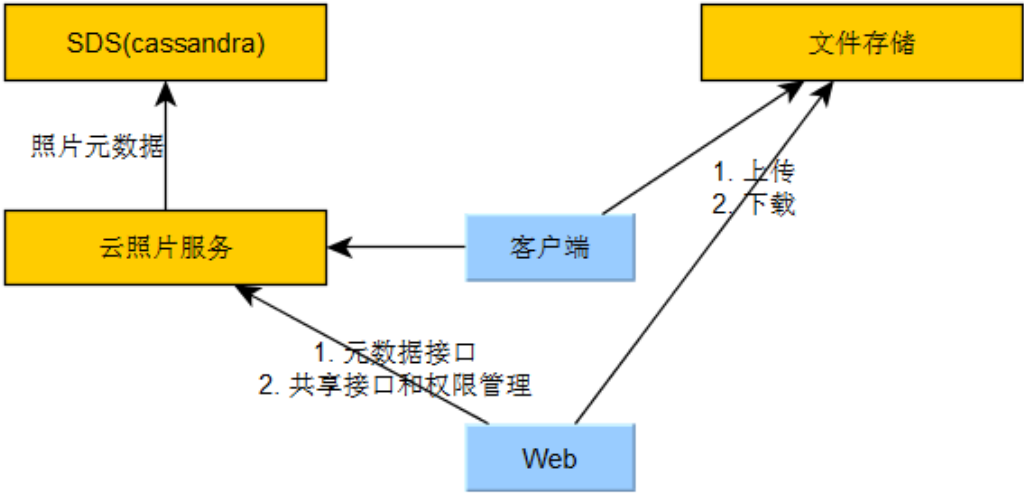 SDS(cassandra)
文件存储
照片元数据
1. 上传
2. 下载
云照片服务
客户端
1. 元数据接口
2. 共享接口和权限管理
Web